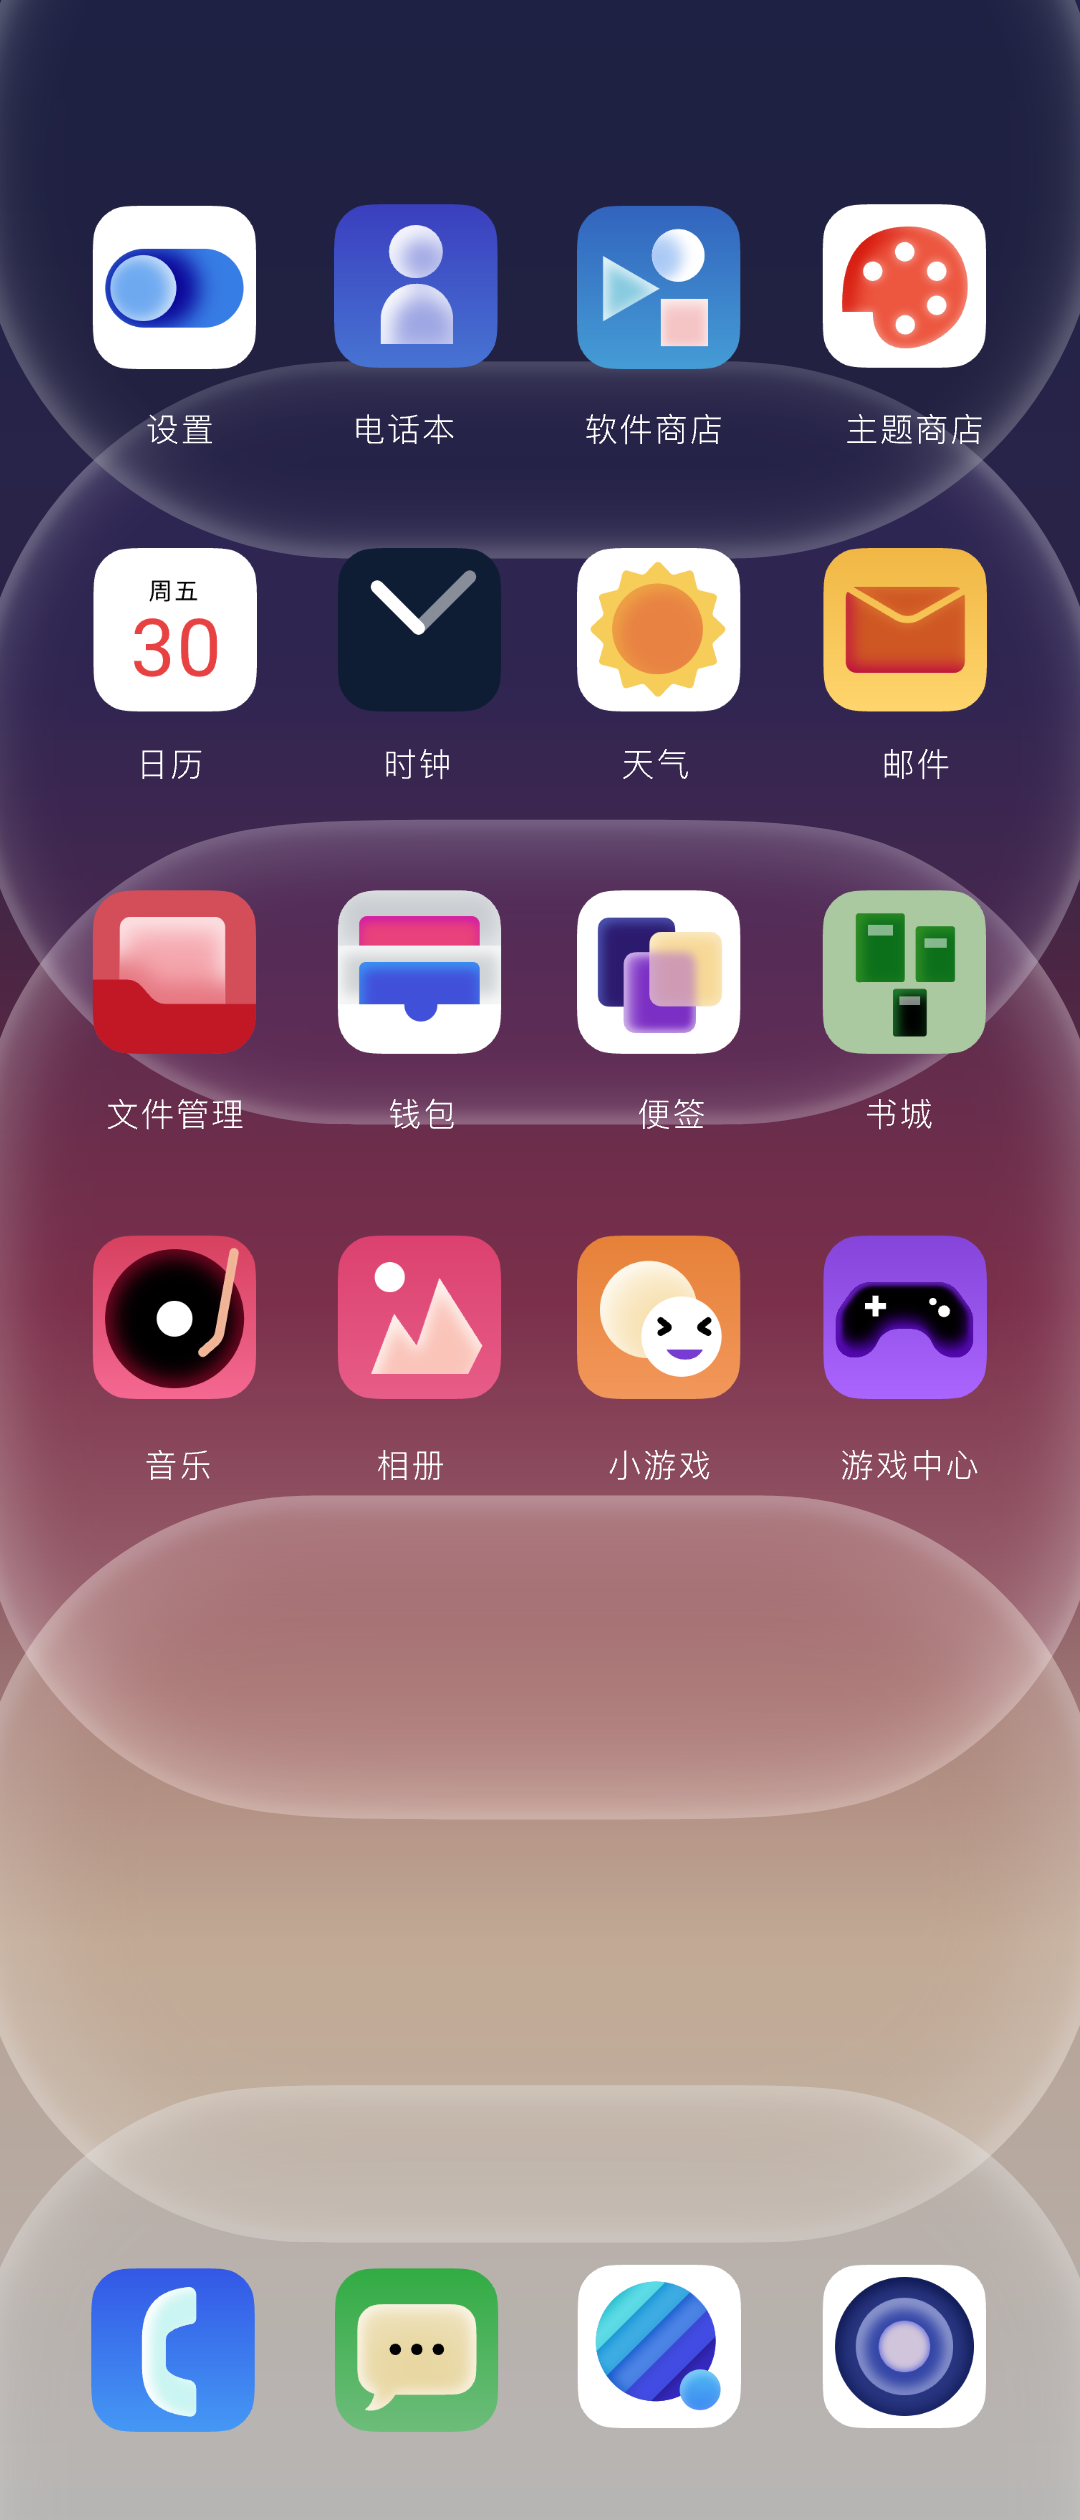 设置 电话本 软件商店 主题商店
周五
30
日历 时钟 天气 邮件
文件管理 钱包 便签 书城
音乐 相册 小游戏 游戏中心